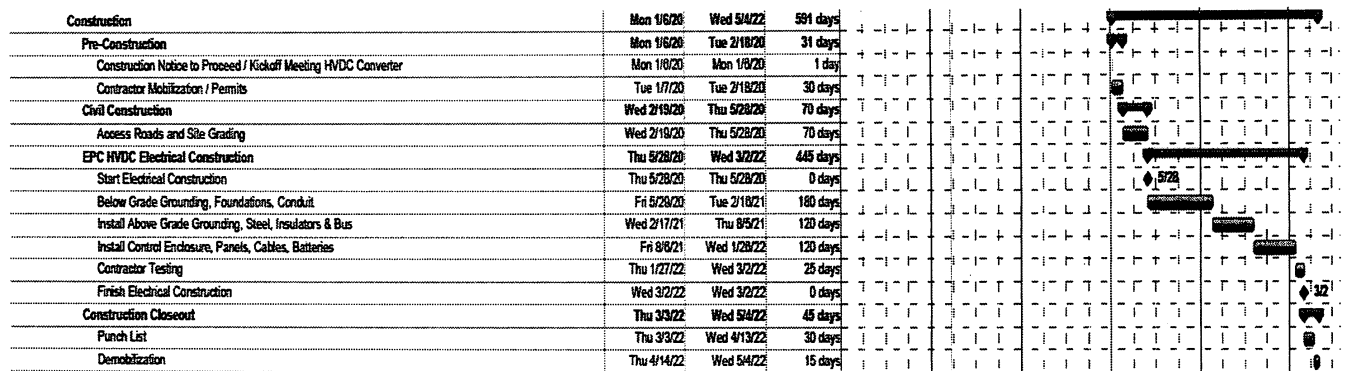 Construction Mon 1/6/20 Wed 5/4/22 591 days
Pre-Construction Mon 1/6/20 Tue 2/18/20 31 days
Construction Notice to Proceed / Kickoff Meeting HVDC Converter Mon 1/6/20 Mon 1/6/20 1 day
Contractor Mobilization / Permits Tue 1/7/20 Tue 2/18/20 30 days
Civil Construction Wed 2/19/20 Thu 5/28/20 70 days
Access Roads and Site Grading Wed 2/19/20 Thu 5/28/20 70 days
EPC HVDC Electrical Construction Thu 5/28/20 Wed 3/2/22 445 days
Start Electrical Construction Thu 5/28/20 Thu 5/28/20 0 days 5/28
Below Grade Grounding, Foundations, Conduit Fri 5/29/20 Tue 2/16/21 180 days
Install Above Grade Grounding, Steel, Insulators & Bus Wed 2/17/21 Thu 8/5/21 120 days
Install Control Enclosure, Panels, Cables, Batteries Fri 8/6/21 Wed 1/26/22 120 days
Contractor Testing Thu 1/27/22 Wed 3/2/22 25 days
Finish Electrical Construction Wed 3/2/22 Wed 3/2/22 0 days 3/2
Construction Closeout Thu 3/3/22 Wed 5/4/22 45 days
Punch List Thu 3/3/22 Wed 4/13/22 30 days
Demobilization Thu 4/14/22 Wed 5/4/22 15 days